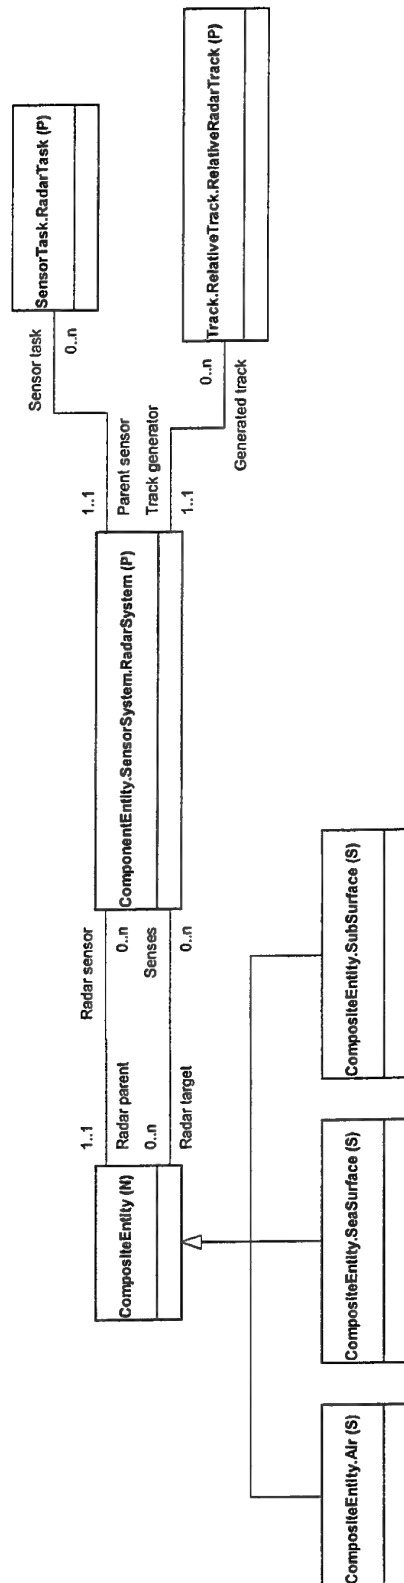 SensorTask.RadarTask (P)
Track.RelativeTrack.RelativeRadarTrack (P)
Sensor task
0..n
0..n
Generated track
1..1
Parent sensor
Track generator
1..1
ComponentEntity.SensorSystem.RadarSystem (P)
Radar sensor
0..n
Senses
0..n
1..1
Radar parent
0..n
Radar target
CompositeEntity (N)
CompositeEntity.SubSurface (S)
CompositeEntity.SeaSurface (S)
CompositeEntity.Air (S)